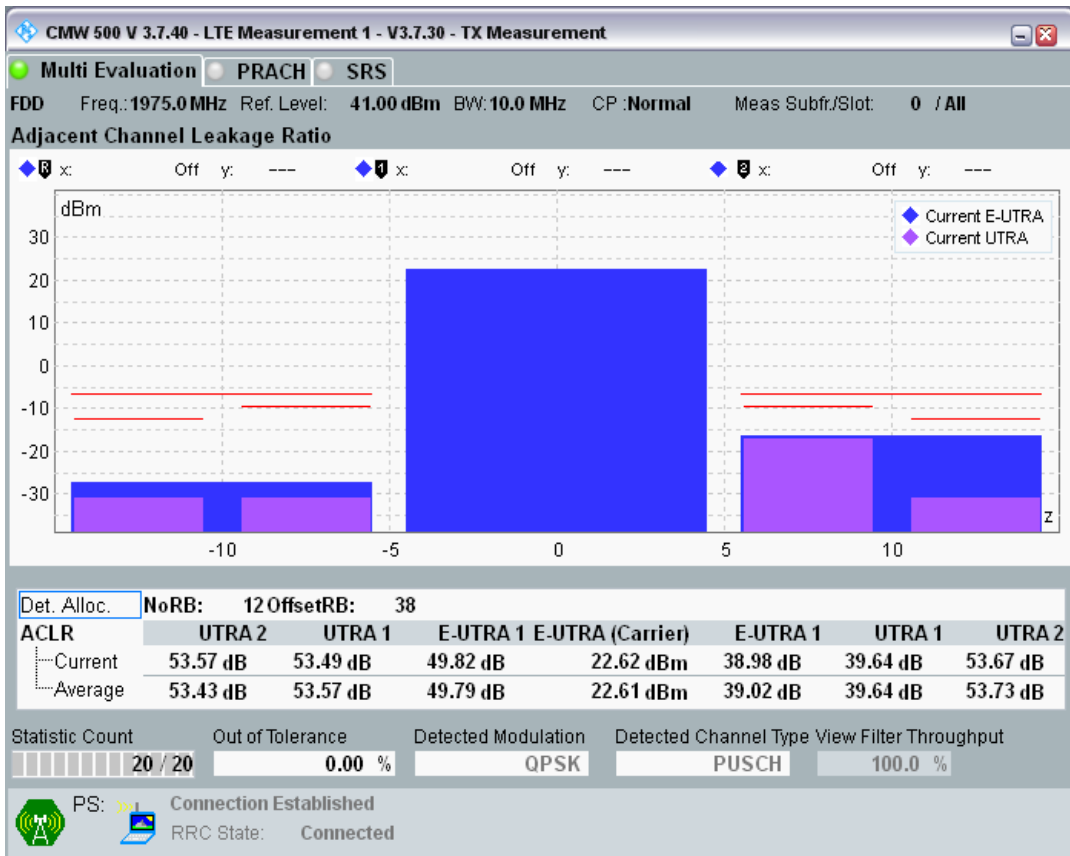 CMW 500 V 3.7.40 - LTE Measurement 1 - V3.7.30 - TX Measurement
Multi Evaluation PRACH SRS
FDD Freg.:1975.0 MHz Ref. Level: 41.00 dBm BW:10.0 MHz CP :Normal Meas Subfr./Slot: 0 / All
Adjacent Channel Leakage Ratio
R x: Off y: --- 1 x: Off y: --- 2 x: Off y: ---
dBm
Current E-UTRA
Current UTRA
30
20
10
0
-10
-20
-30
z
-10 -5 0 5 10
Det. Alloc. NoRB: 12 OffsetRB: 38
ACLR UTRA 2 UTRA 1 E-UTRA 1 E-UTRA (Carrier) E-UTRA 1 UTRA 1 UTRA 2
Current 53.57 dB 53.49 dB 49.82 dB 22.62 dBm 38.98 dB 39.64 dB 53.67 dB
Average 53.43 dB 53.57 dB 49.79 dB 22.61 dBm 39.02 dB 39.64 dB 53.73 dB
Statistic Count Out of Tolerance Detected Modulation Detected Channel Type View Filter Throughput
20 / 20 0.00 % QPSK PUSCH 100.0 %
PS: Connection Established
RRC State: Connected